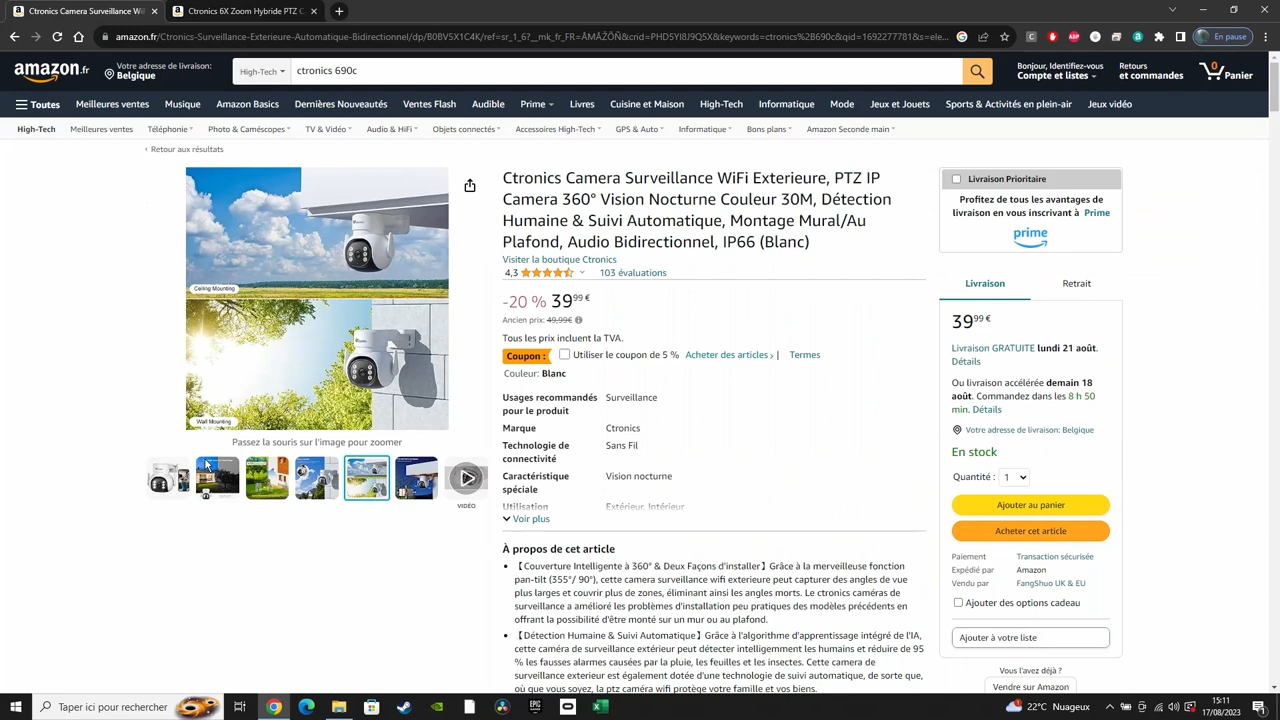 Ctronics Camera Surveillance Wi
Ctronics 6X Zoom Hybride PTZ C
amazon.fr/Ctronics-Surveillance-Exterieure-Automatique-Bidirectionnel/dp/B0BV5X1C4K/ref=sr_1_6?__mk_fr_FR=ÅMÅŽÕÑ&crid=PHD5YI8J9Q5X&keywords=ctronics%2B690c&qid=1692277781&s=ele...
En pause
amazon.fr
Votre adresse de livraison:
Belgique
High-Tech
ctronics 690c
Bonjour, Identifiez-vous
Compte et listes
Retours
et commandes
0
Panier
Toutes Meilleures ventes Musique Amazon Basics Dernières Nouveautés Ventes Flash Audible Prime Livres Cuisine et Maison High-Tech Informatique Mode Jeux et Jouets Sports & Activités en plein-air Jeux vidéo
High-Tech Meilleures ventes Téléphonie Photo & Caméscopes TV & Vidéo Audio & HiFi Objets connectés Accessoires High-Tech GPS & Auto Informatique Bons plans Amazon Seconde main
‹ Retour aux résultats
Ceiling Mounting
Wall Mounting
Passez la souris sur l'image pour zoomer
VIDÉO
Ctronics Camera Surveillance WiFi Exterieure, PTZ IP
Camera 360° Vision Nocturne Couleur 30M, Détection
Humaine & Suivi Automatique, Montage Mural/Au
Plafond, Audio Bidirectionnel, IP66 (Blanc)
Visiter la boutique Ctronics
4,3 103 évaluations
-20 % 39,99 €
Ancien prix: 49,99€
Tous les prix incluent la TVA.
Coupon : Utiliser le coupon de 5 % Acheter des articles › | Termes
Couleur: Blanc
Usages recommandés Surveillance
pour le produit
Marque Ctronics
Technologie de Sans Fil
connectivité
Caractéristique Vision nocturne
spéciale
Utilisation Extérieur, Intérieur
Voir plus
À propos de cet article
• 【Couverture Intelligente à 360° & Deux Façons d'installer】Grâce à la merveilleuse fonction
pan-tilt (355°/ 90°), cette camera surveillance wifi exterieure peut capturer des angles de vue
plus larges et couvrir plus de zones, éliminant ainsi les angles morts. Le ctronics caméras de
surveillance a amélioré les problèmes d'installation peu pratiques des modèles précédents en
offrant la possibilité d'être monté sur un mur ou au plafond.
• 【Détection Humaine & Suivi Automatique】Grâce à l'algorithme d'apprentissage intégré de l'IA,
cette caméra de surveillance extérieur peut détecter intelligemment les humains et réduire de 95
% les fausses alarmes causées par la pluie, les feuilles et les insectes. Cette camera de
surveillance exterieur est également dotée d'une technologie de suivi automatique, de sorte que,
où que vous soyez, la ptz caméra wifi protège votre famille et vos biens.
Livraison Prioritaire
Profitez de tous les avantages de
livraison en vous inscrivant à Prime
prime
Livraison Retrait
39,99 €
Livraison GRATUITE lundi 21 août.
Détails
Ou livraison accélérée demain 18
août. Commandez dans les 8 h 50
min. Détails
Votre adresse de livraison: Belgique
En stock
Quantité : 1
Ajouter au panier
Acheter cet article
Paiement Transaction sécurisée
Expédié par Amazon
Vendu par FangShuo UK & EU
Ajouter des options cadeau
Ajouter à votre liste
Vous l'avez déjà ?
Vendre sur Amazon
Taper ici pour rechercher
EPIC
22°C Nuageux
15:11
17/08/2023